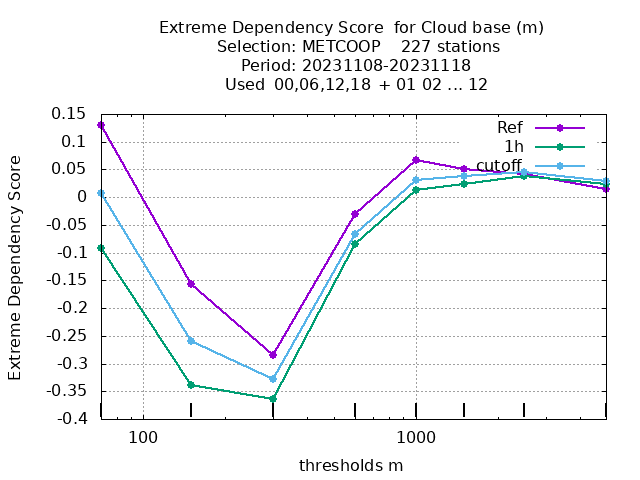 Extreme Dependency Score  for Cloud base (m)
Selection: METCOOP    227 stations
Period: 20231108-20231118
Used  00,06,12,18  + 01 02 ... 12
Extreme Dependency Score
0.15
0.1
0.05
0
-0.05
-0.1
-0.15
-0.2
-0.25
-0.3
-0.35
-0.4
Ref
1h
cutoff
100
1000
thresholds m